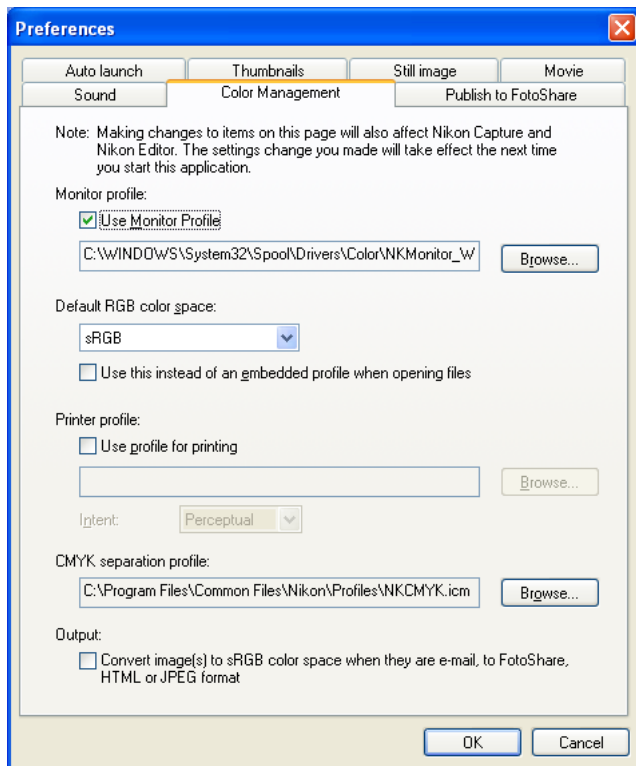 Preferences
Auto launch
Thumbnails
Still image
Movie
Sound
Color Management
Publish to FotoShare
Note: Making changes to items on this page will also affect Nikon Capture and
Nikon Editor. The settings change you made will take effect the next time
you start this application.
Monitor profile:
Use Monitor Profile
C:\WINDOWS\System32\Spool\Drivers\Color\NKMonitor_W
Browse...
Default RGB color space:
sRGB
Use this instead of an embedded profile when opening files
Printer profile:
Use profile for printing
Browse...
Intent:
Perceptual
CMYK separation profile:
C:\Program Files\Common Files\Nikon\Profiles\NKCMYK.icm
Browse...
Output:
Convert image(s) to sRGB color space when they are e-mail, to FotoShare,
HTML or JPEG format
OK
Cancel